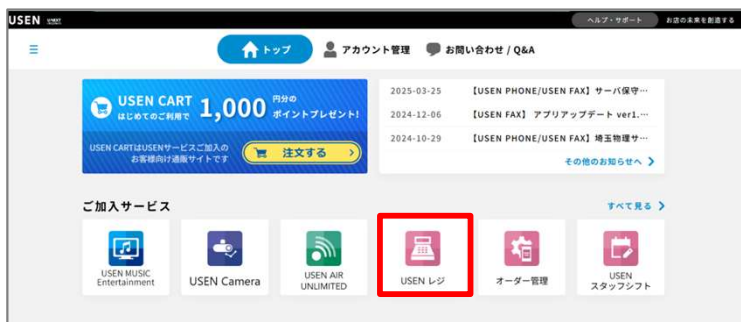 USEN
ヘルプ・サポート
お店の未来を創造する
トップ
アカウント管理
お問い合わせ / Q&A
USEN CART
はじめてのご利用で
1,000
円分の
ポイントプレゼント!
USEN CARTはUSENサービスご加入の
お客様向け通販サイトです
注文する
2025-03-25 【USEN PHONE/USEN FAX】サーバ保守…
2024-12-06 【USEN FAX】 アプリアップデート ver1.…
2024-10-29 【USEN PHONE/USEN FAX】埼玉物理サ…
その他のお知らせへ
ご加入サービス
すべて見る
USEN MUSIC
Entertainment
USEN Camera
USEN AIR
UNLIMITED
USEN レジ
オーダー管理
USEN
スタッフシフト